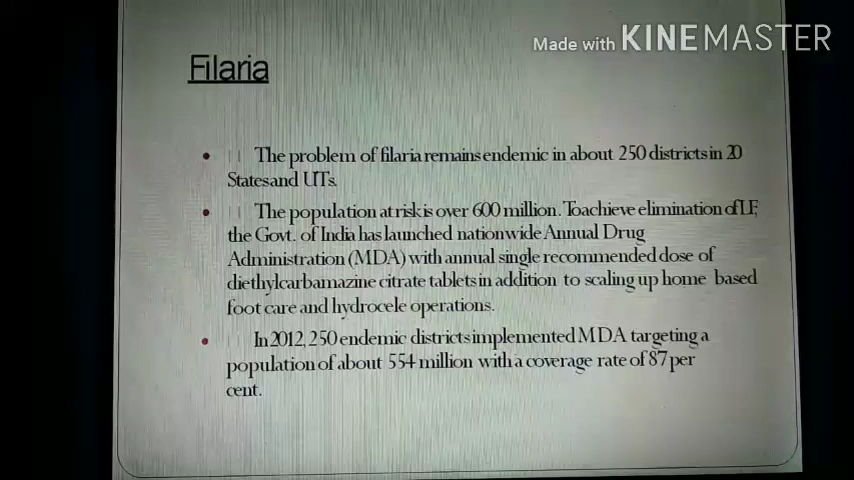 Made with KINEMASTER
Filaria
• The problem of filaria remains endemic in about 250 districts in 20
States and UTs.
• The population at risk is over 600 million. To achieve elimination of LF,
the Govt. of India has launched nationwide Annual Drug
Administration (MDA) with annual single recommended dose of
diethylcarbamazine citrate tablets in addition to scaling up home based
foot care and hydrocele operations.
• In 2012, 250 endemic districts implemented MDA targeting a
population of about 554 million with a coverage rate of 87 per
cent.